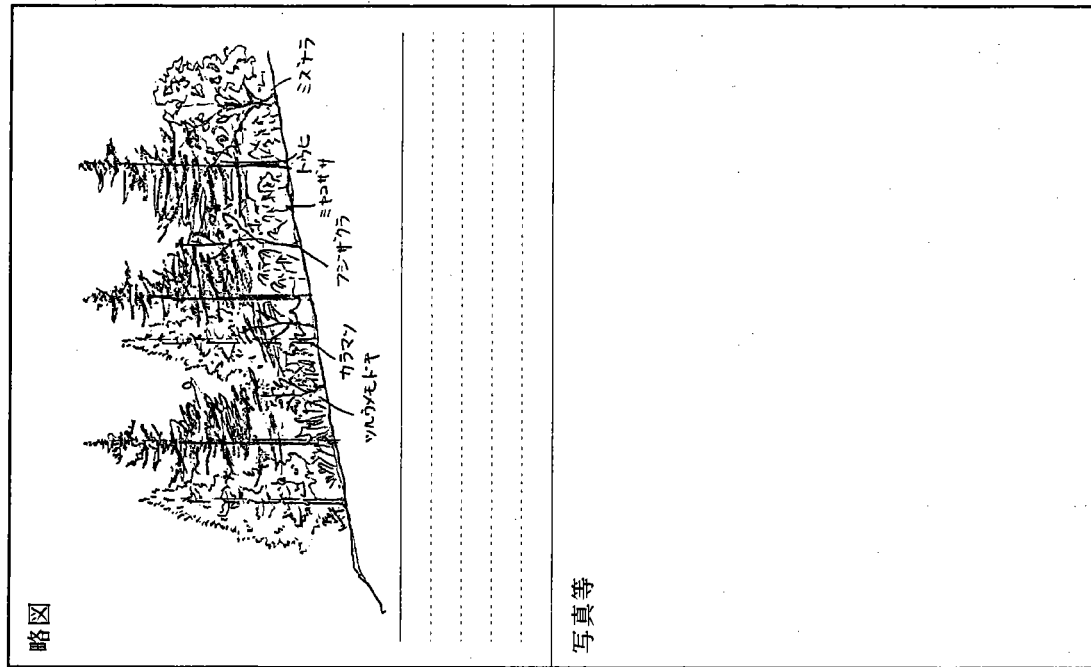 略図
ツルウメモドキ
カラマツ
フジザクラ
ミヤコザサ
トウヒ
ミズナラ
写真等